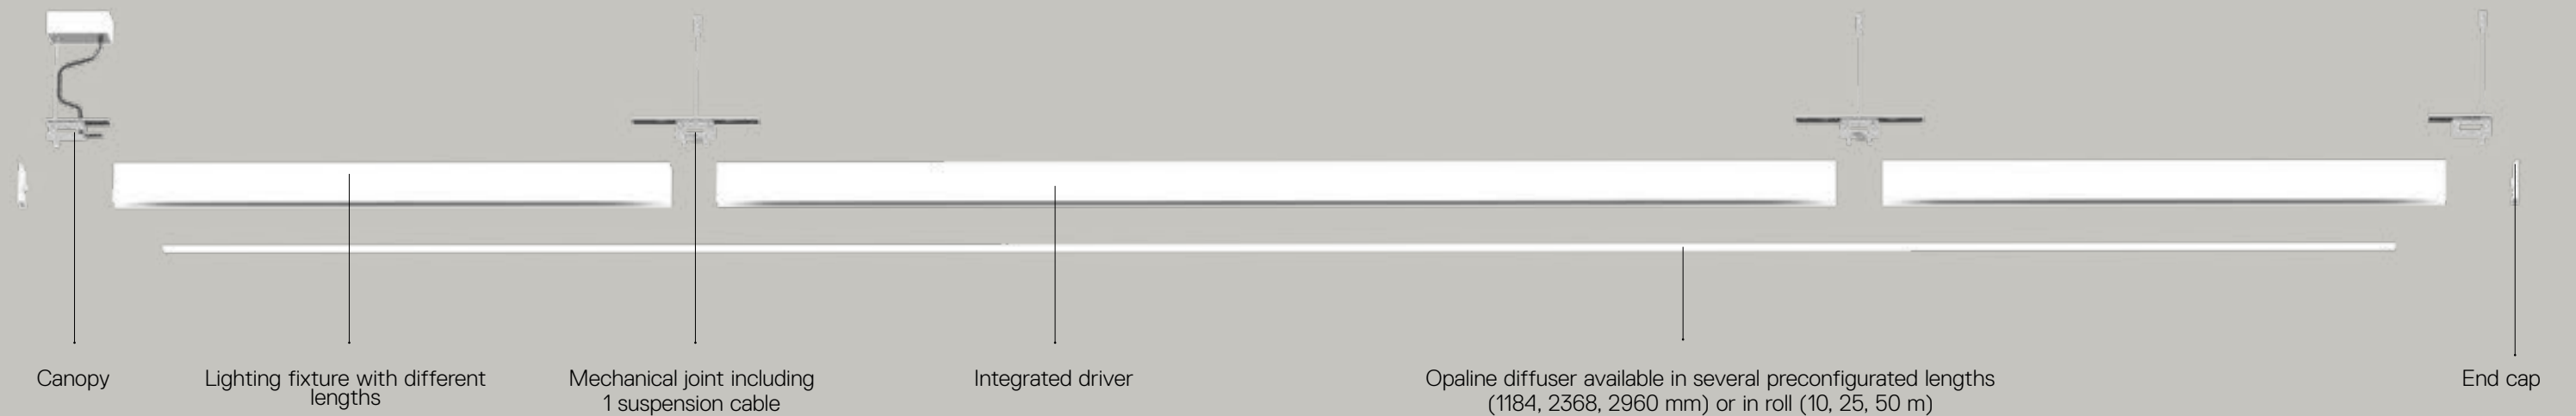 Canopy
Lighting fixture with different
lengths
Mechanical joint including
1 suspension cable
Integrated driver
Opaline diffuser available in several preconfigurated lengths
(1184, 2368, 2960 mm) or in roll (10, 25, 50 m)
End cap